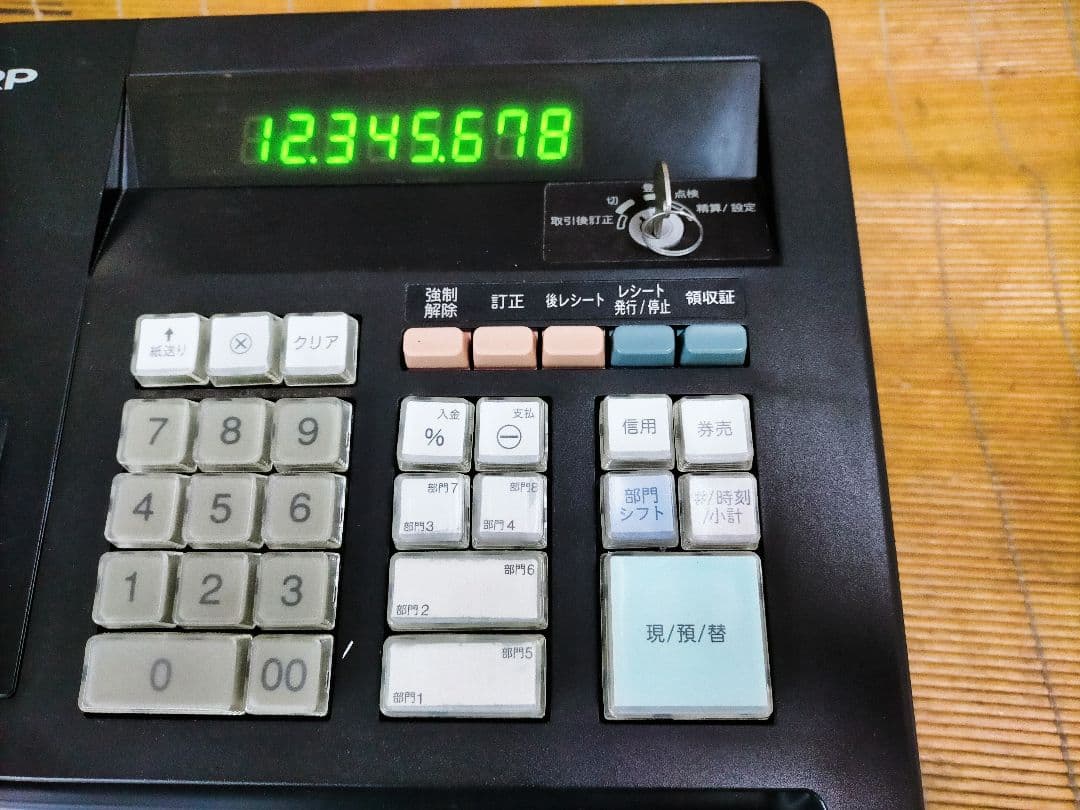 RP
12.345.678
登
点検
切
精算/設定
取引後訂正
強制
解除
訂正
後レシート
レシート
発行/停止
領収証
紙送り
クリア
7
8
9
入金
%
支払
信用
券売
4
5
6
部門7
部門3
部門8
部門4
部門
シフト
#/時刻
/小計
1
2
3
部門6
部門2
現/預/替
0
00
部門5
部門1